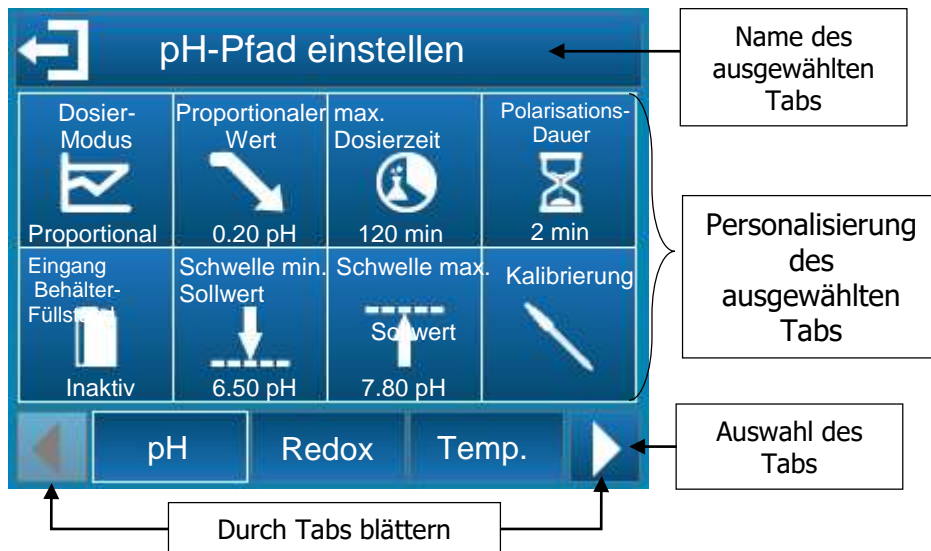 pH-Pfad einstellen
Name des
ausgewählten
Tabs
Dosier-
Modus
Proportional
Proportionaler
Wert
0.20 pH
max.
Dosierzeit
120 min
Polarisations-
Dauer
2 min
Eingang
Behälter-
Füllstand
Inaktiv
Schwelle min.
Sollwert
6.50 pH
Schwelle max.
Sollwert
7.80 pH
Kalibrierung
Personalisierung
des
ausgewählten
Tabs
pH
Redox
Temp.
Auswahl des
Tabs
Durch Tabs blättern